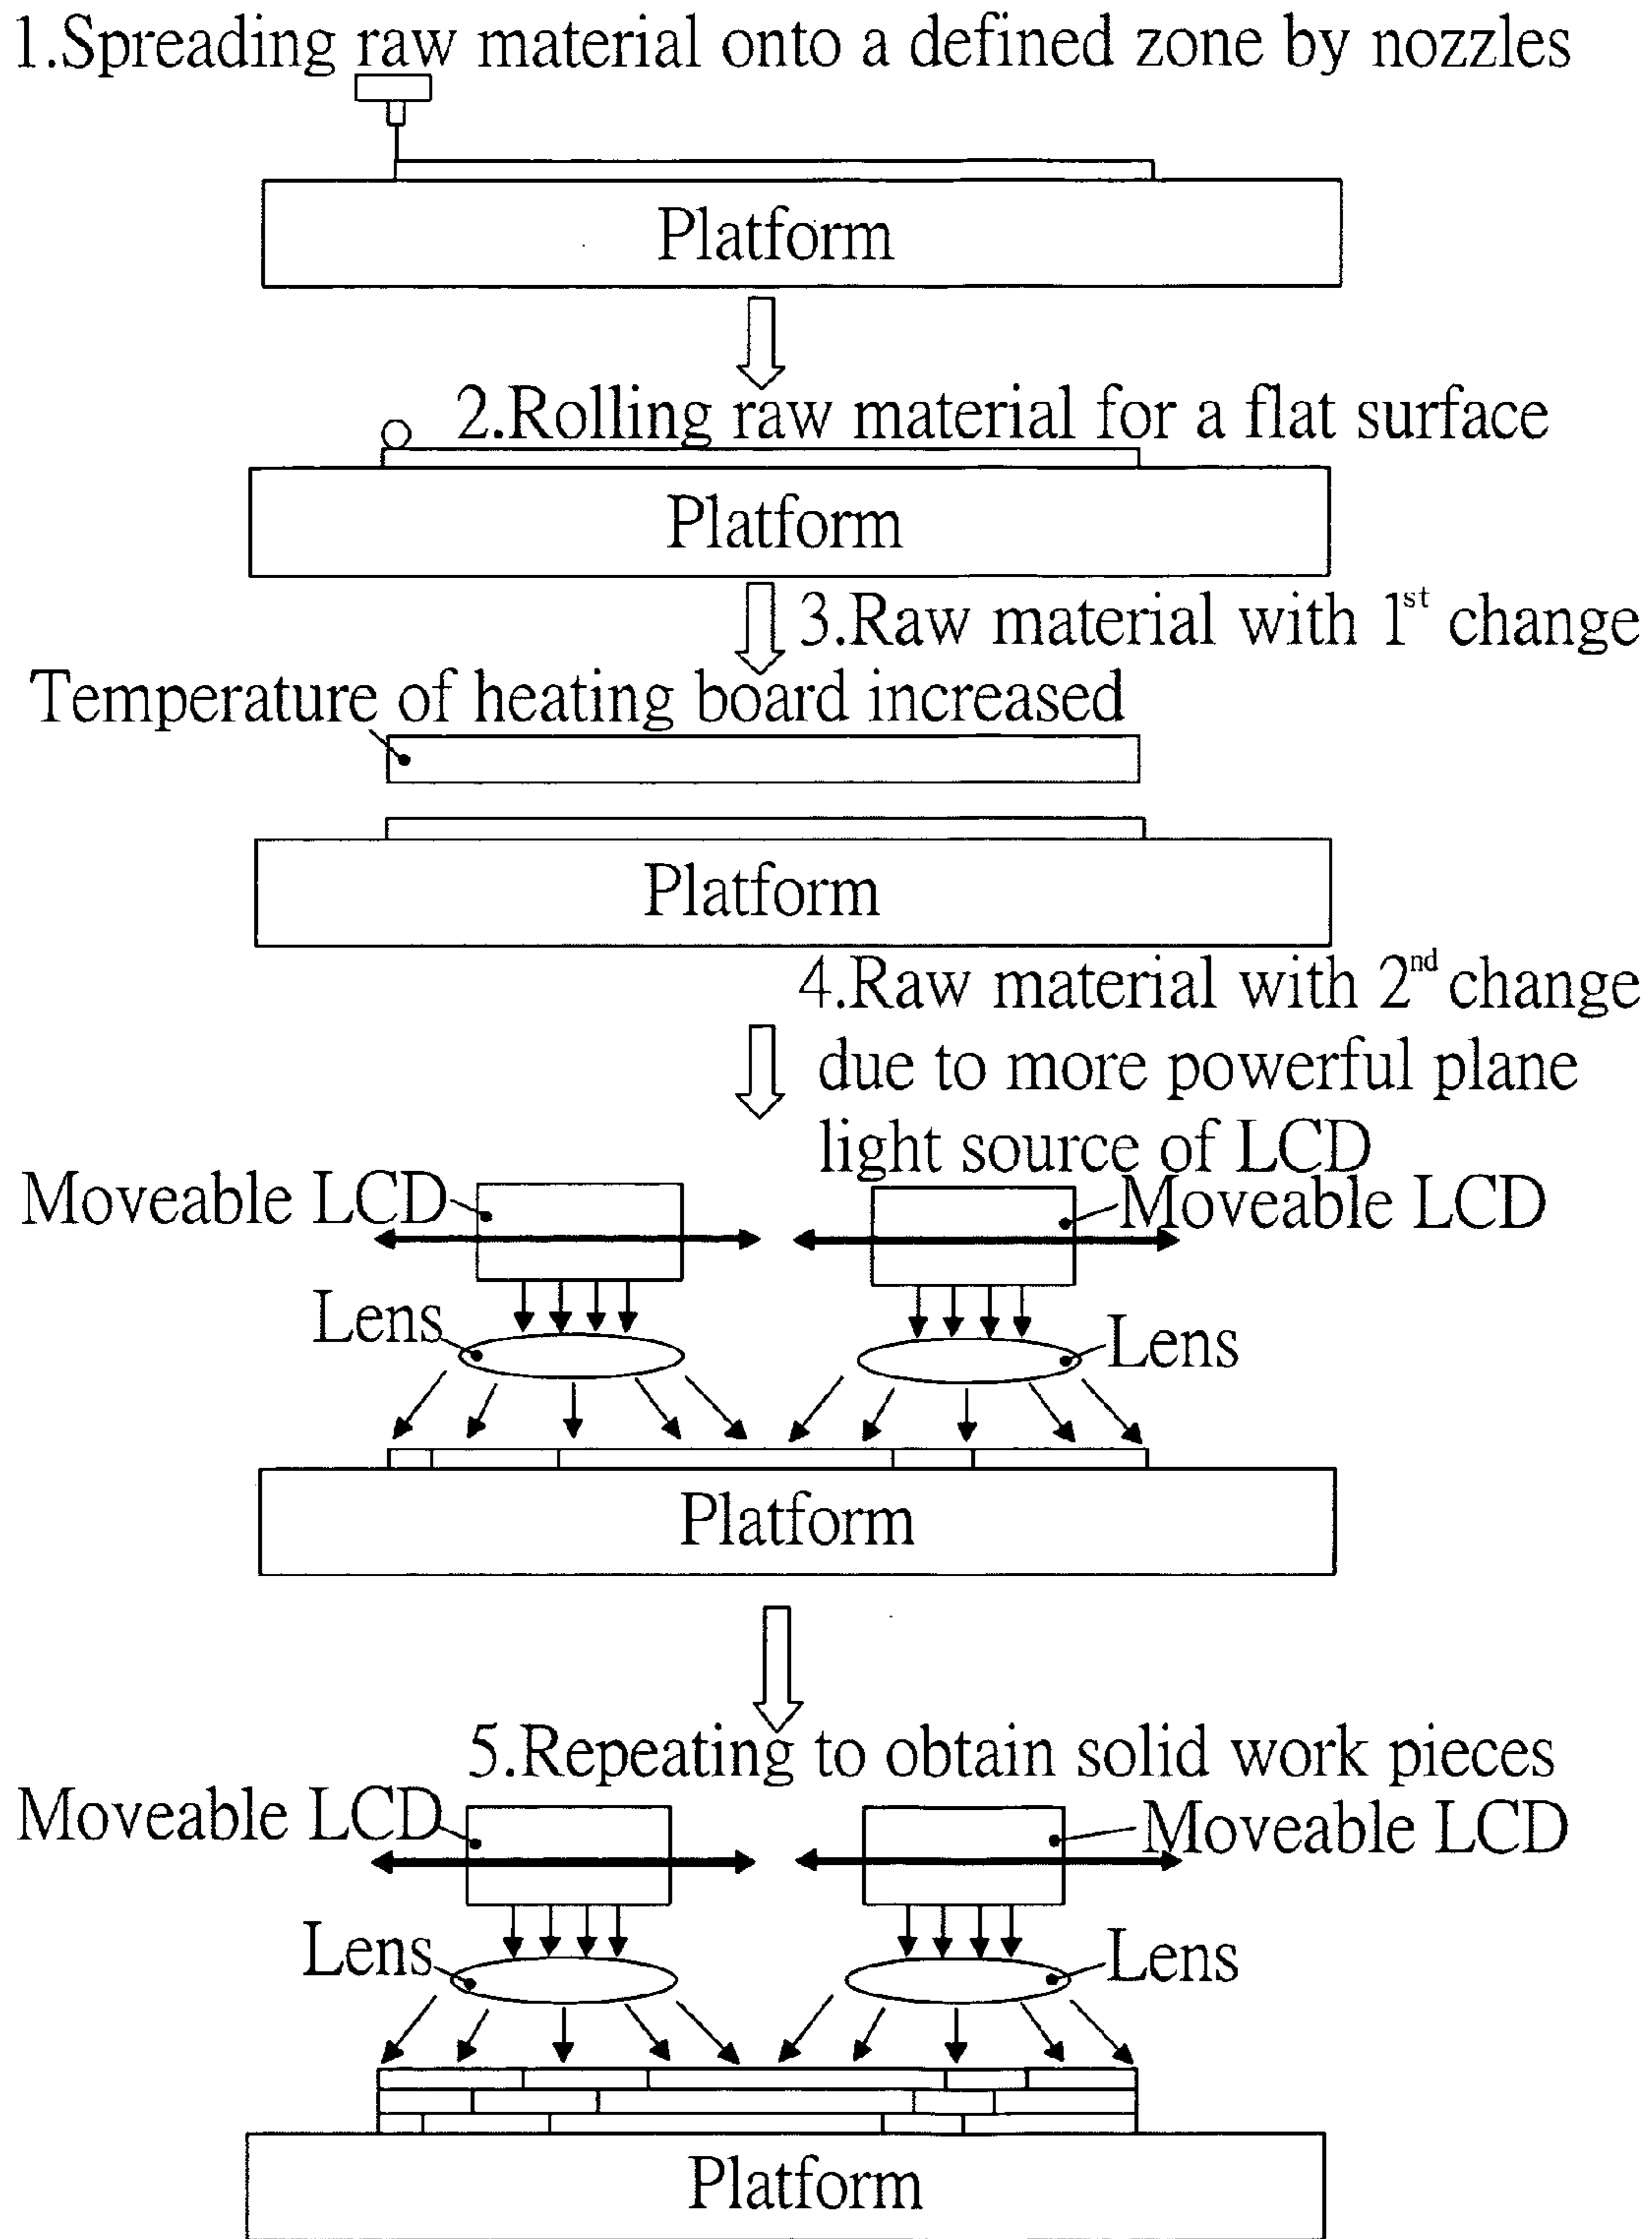 1.Spreading raw material onto a defined zone by nozzles
Platform
2.Rolling raw material for a flat surface
Platform
3.Raw material with 1st change
Temperature of heating board increased
Platform
4.Raw material with 2nd change
due to more powerful plane
light source of LCD
Moveable LCD
Moveable LCD
Lens
Lens
Platform
5.Repeating to obtain solid work pieces
Moveable LCD
Moveable LCD
Lens
Lens
Platform